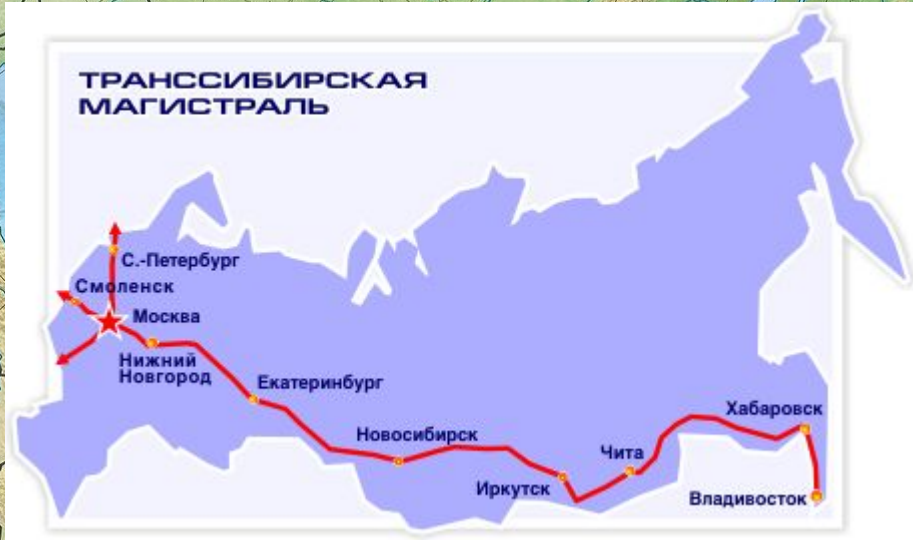 ТРАНССИБИРСКАЯ
МАГИСТРАЛЬ
С.-Петербург
Смоленск
Москва
Нижний
Новгород
Екатеринбург
Новосибирск
Иркутск
Чита
Хабаровск
Владивосток